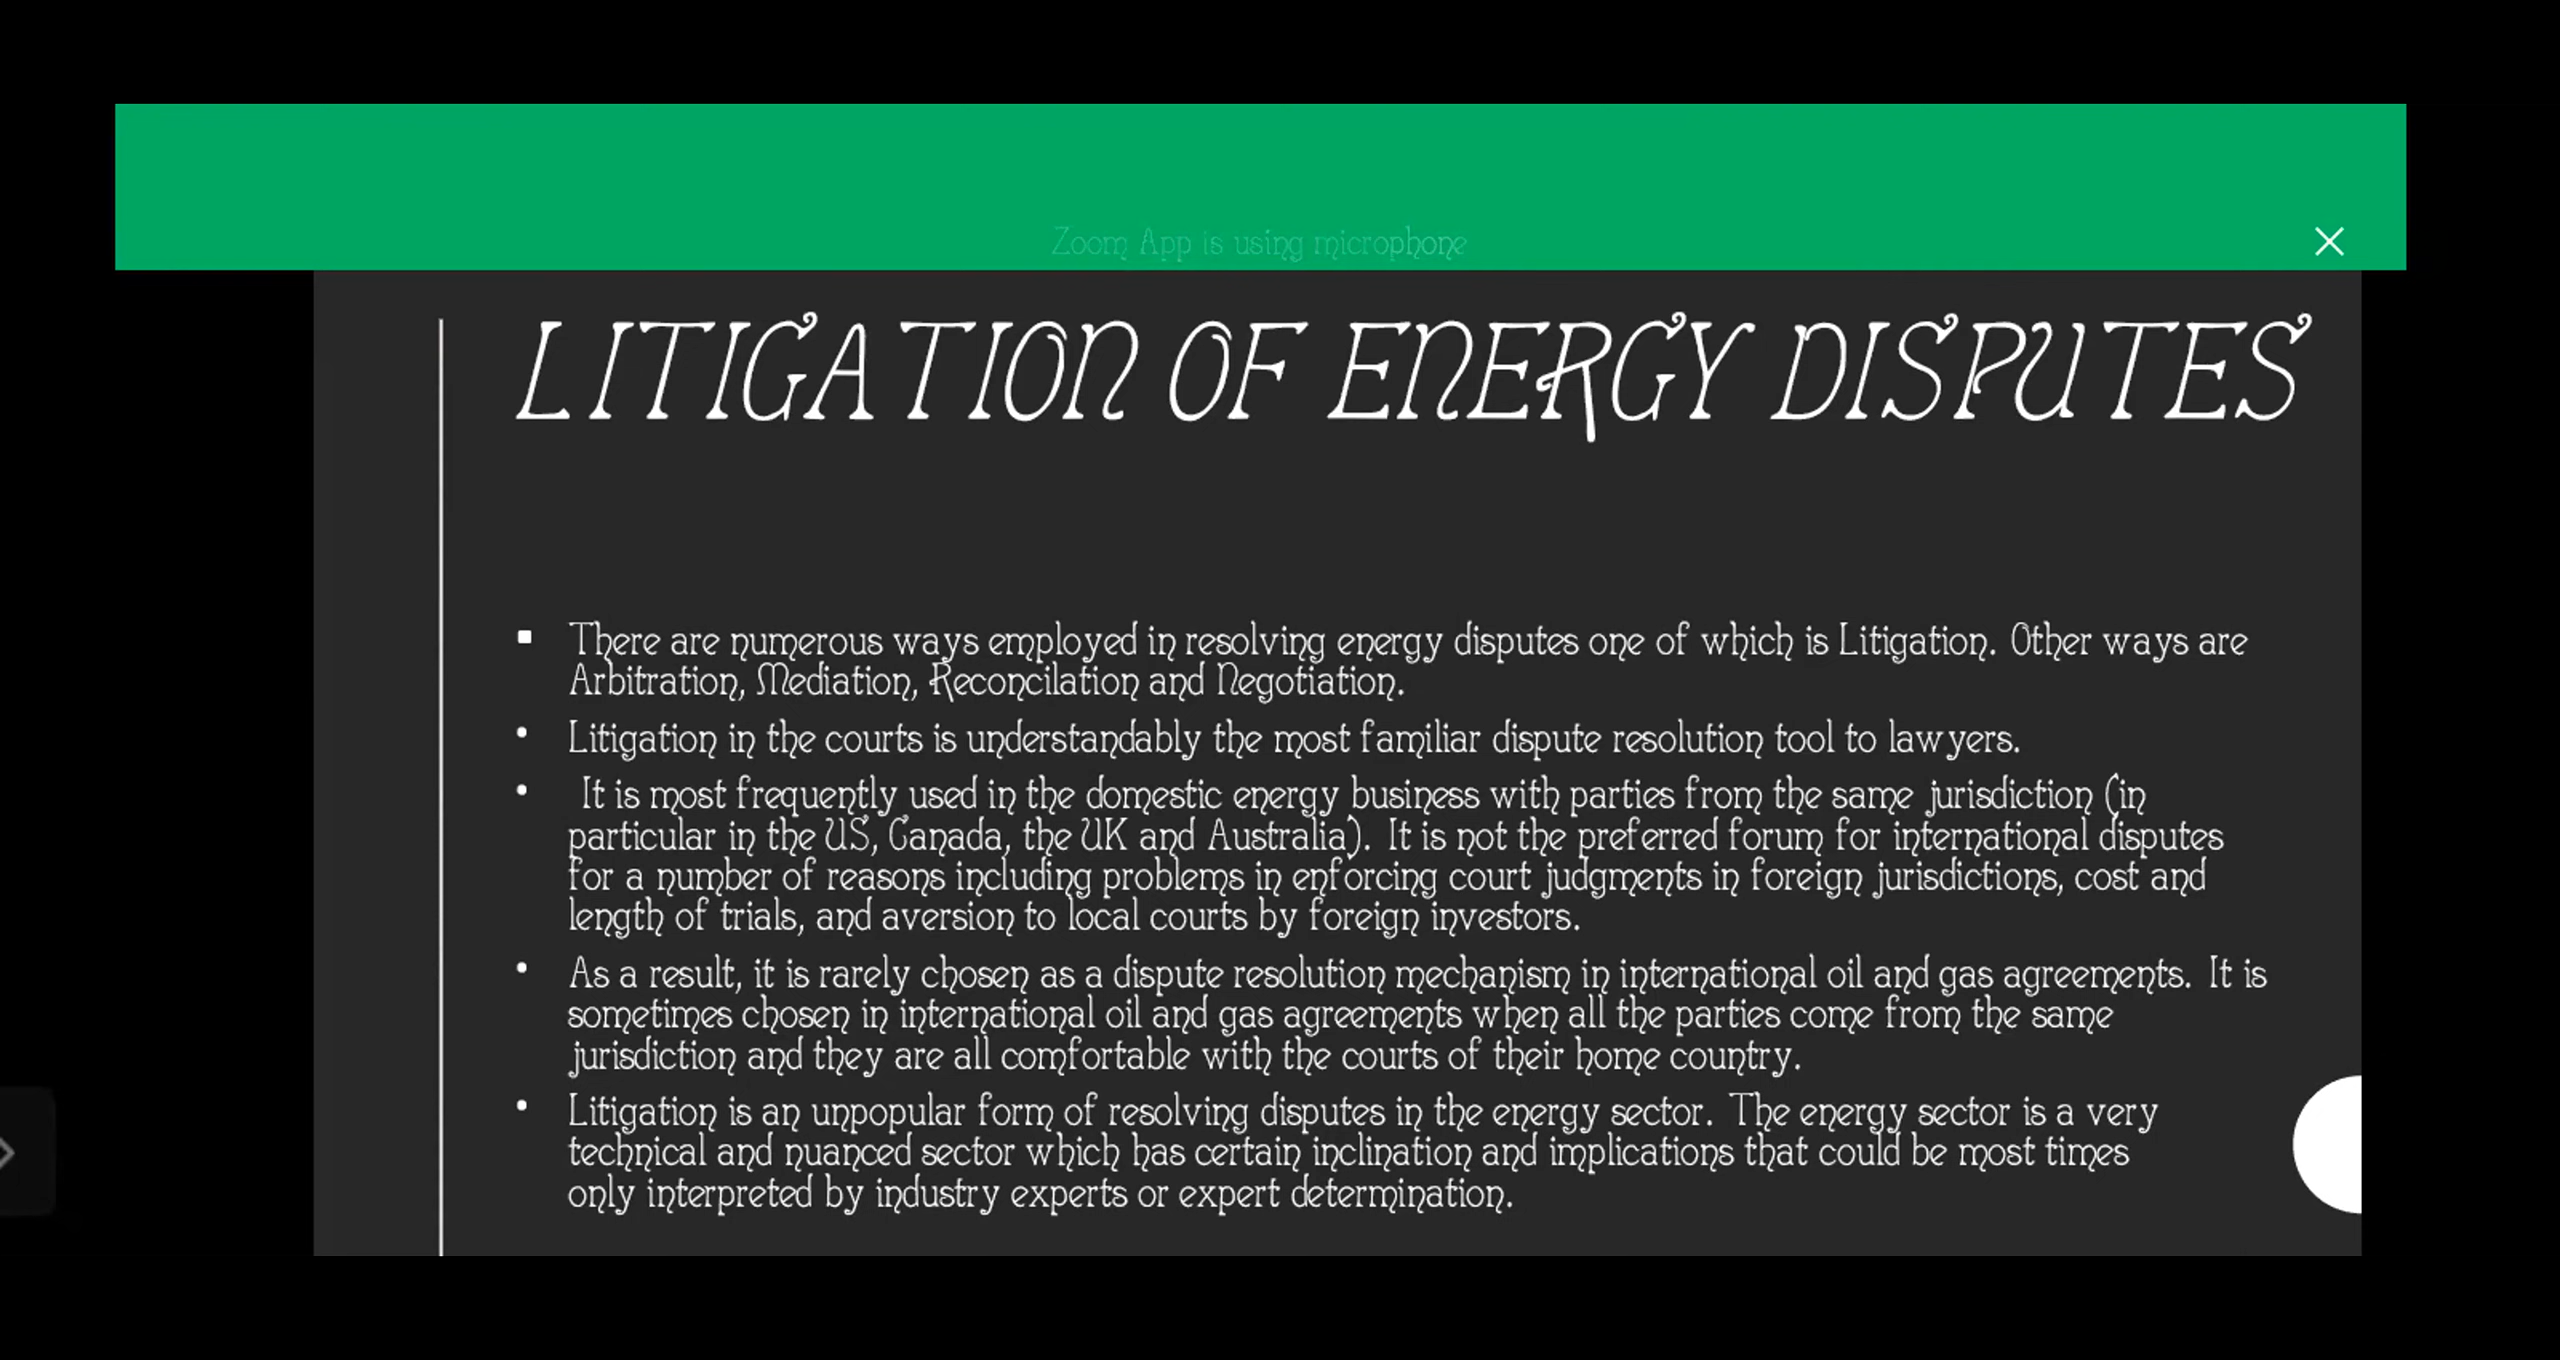 Zoom App is using microphone
LITIGATION OF ENERGY DISPUTES
▪ There are numerous ways employed in resolving energy disputes one of which is Litigation. Other ways are
Arbitration, Mediation, Reconcilation and Negotiation.
• Litigation in the courts is understandably the most familiar dispute resolution tool to lawyers.
• It is most frequently used in the domestic energy business with parties from the same jurisdiction (in
particular in the US, Canada, the UK and Australia). It is not the preferred forum for international disputes
for a number of reasons including problems in enforcing court judgments in foreign jurisdictions, cost and
length of trials, and aversion to local courts by foreign investors.
• As a result, it is rarely chosen as a dispute resolution mechanism in international oil and gas agreements. It is
sometimes chosen in international oil and gas agreements when all the parties come from the same
jurisdiction and they are all comfortable with the courts of their home country.
• Litigation is an unpopular form of resolving disputes in the energy sector. The energy sector is a very
technical and nuanced sector which has certain inclination and implications that could be most times
only interpreted by industry experts or expert determination.